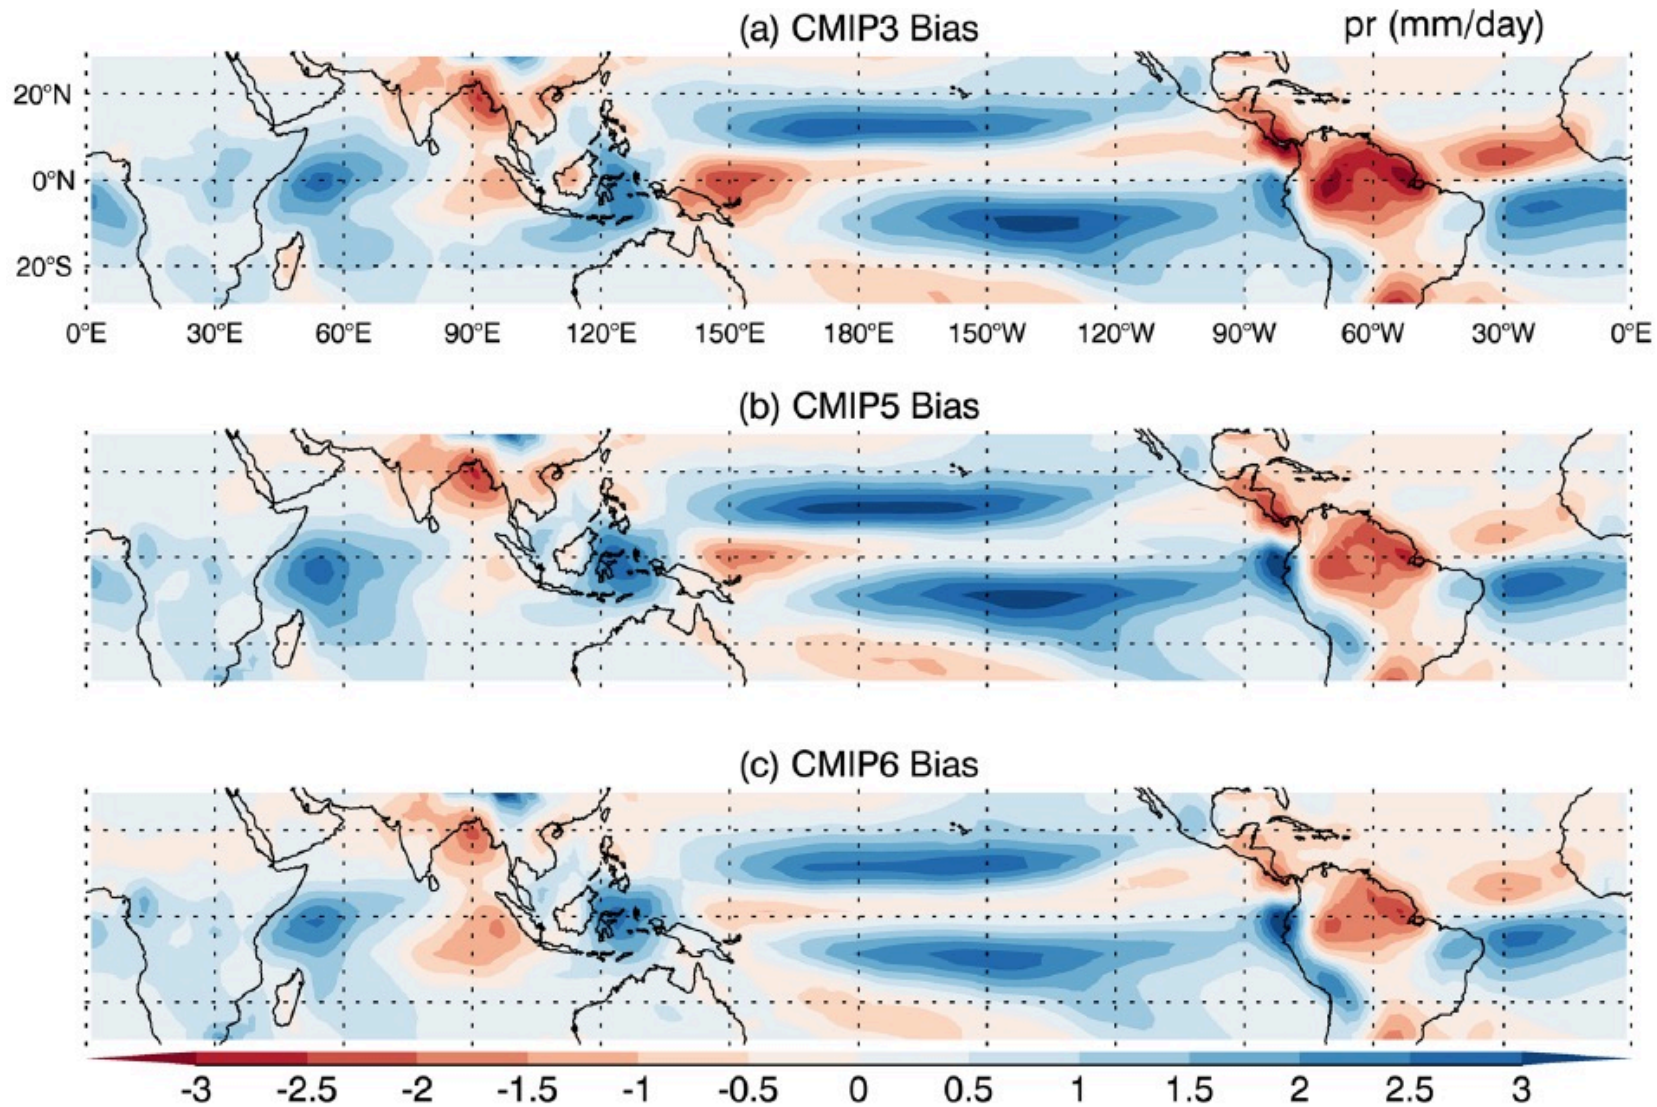 (a) CMIP3 Bias pr (mm/day)
20°N
0°N
20°S
0°E 30°E 60°E 90°E 120°E 150°E 180°E 150°W 120°W 90°W 60°W 30°W 0°E
(b) CMIP5 Bias
(c) CMIP6 Bias
-3 -2.5 -2 -1.5 -1 -0.5 0 0.5 1 1.5 2 2.5 3